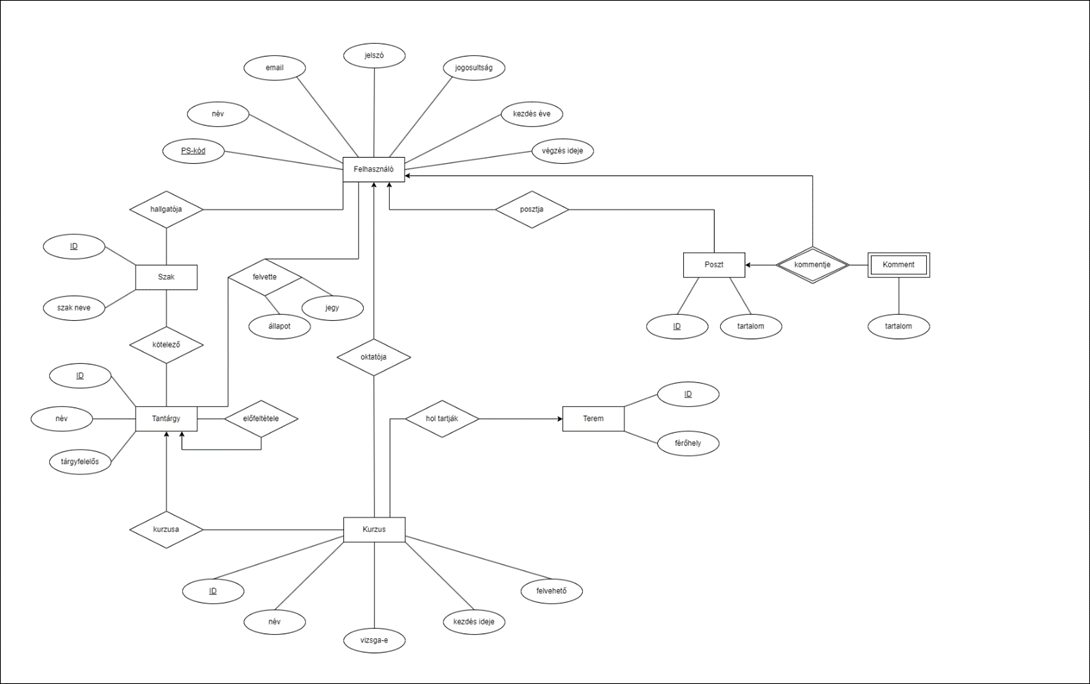 jelszó
email
jogosultság
név
kezdés éve
PS-kód
végzés ideje
Felhasználó
hallgatója
posztja
ID
Szak
felvette
Poszt
kommentje
Komment
szak neve
jegy
állapot
ID
tartalom
tartalom
kötelező
oktatója
ID
ID
név
Tantárgy
előfeltétele
hol tartják
Terem
tárgyfelelős
férőhely
kurzusa
Kurzus
ID
felvehető
név
kezdés ideje
vizsga-e